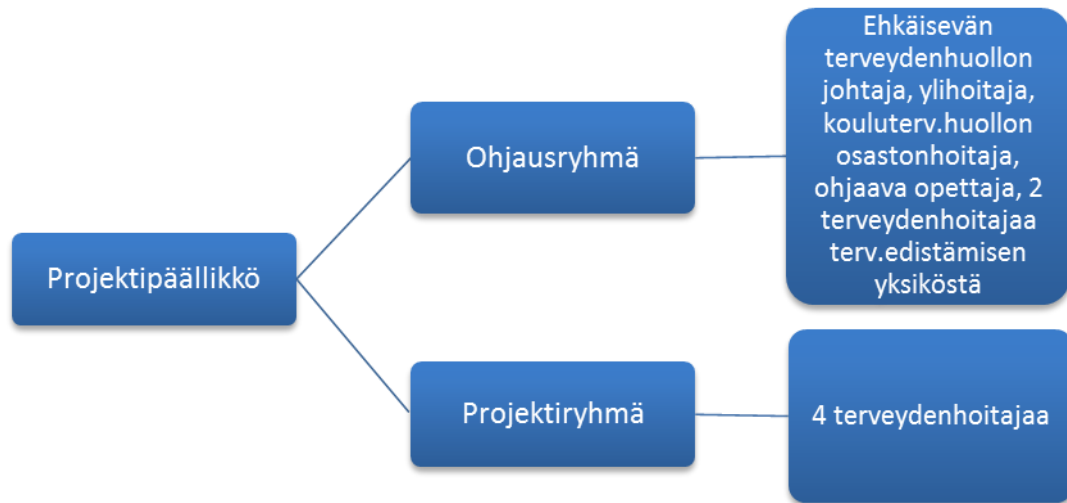 Projektipäällikkö
Ohjausryhmä
Ehkäisevän
terveydenhuollon
johtaja, ylihoitaja,
kouluterv.huollon
osastonhoitaja,
ohjaava opettaja, 2
terveydenhoitajaa
terv.edistämisen
yksiköstä
Projektiryhmä
4 terveydenhoitajaa